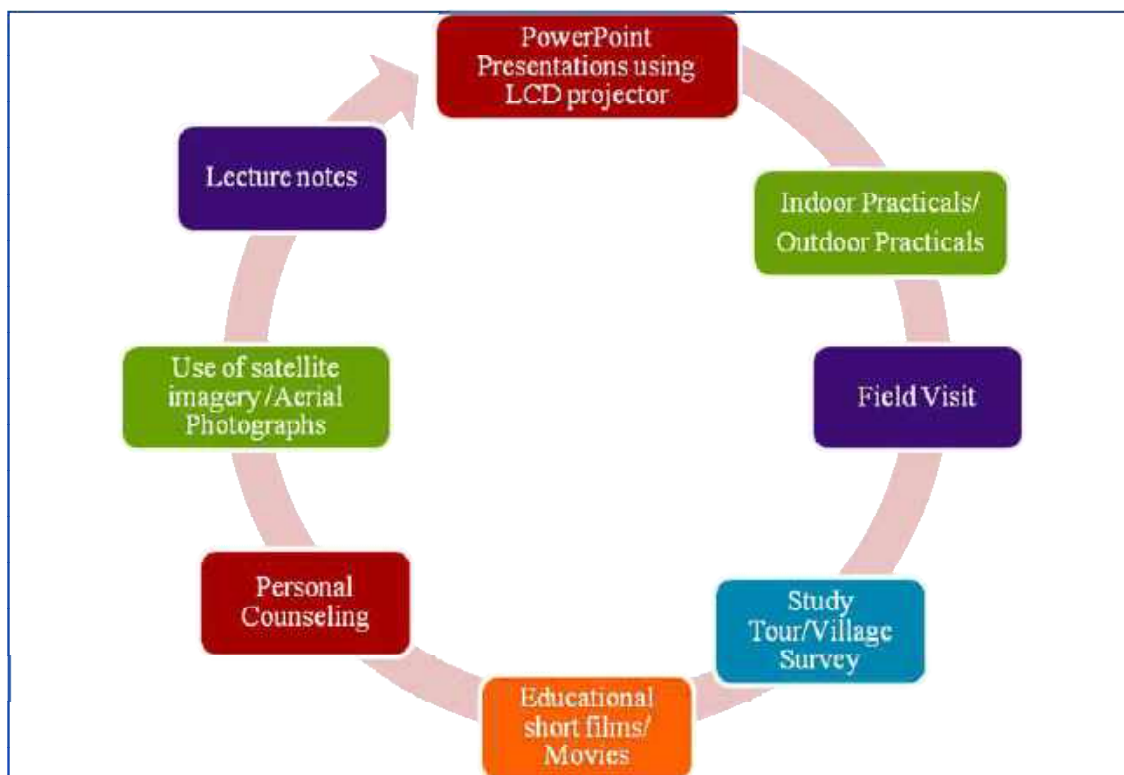 PowerPoint
Presentations using
LCD projector
Indoor Practicals/
Outdoor Practicals
Field Visit
Study
Tour/Village
Survey
Educational
short films/
Movies
Personal
Counseling
Use of satellite
imagery /Aerial
Photographs
Lecture notes